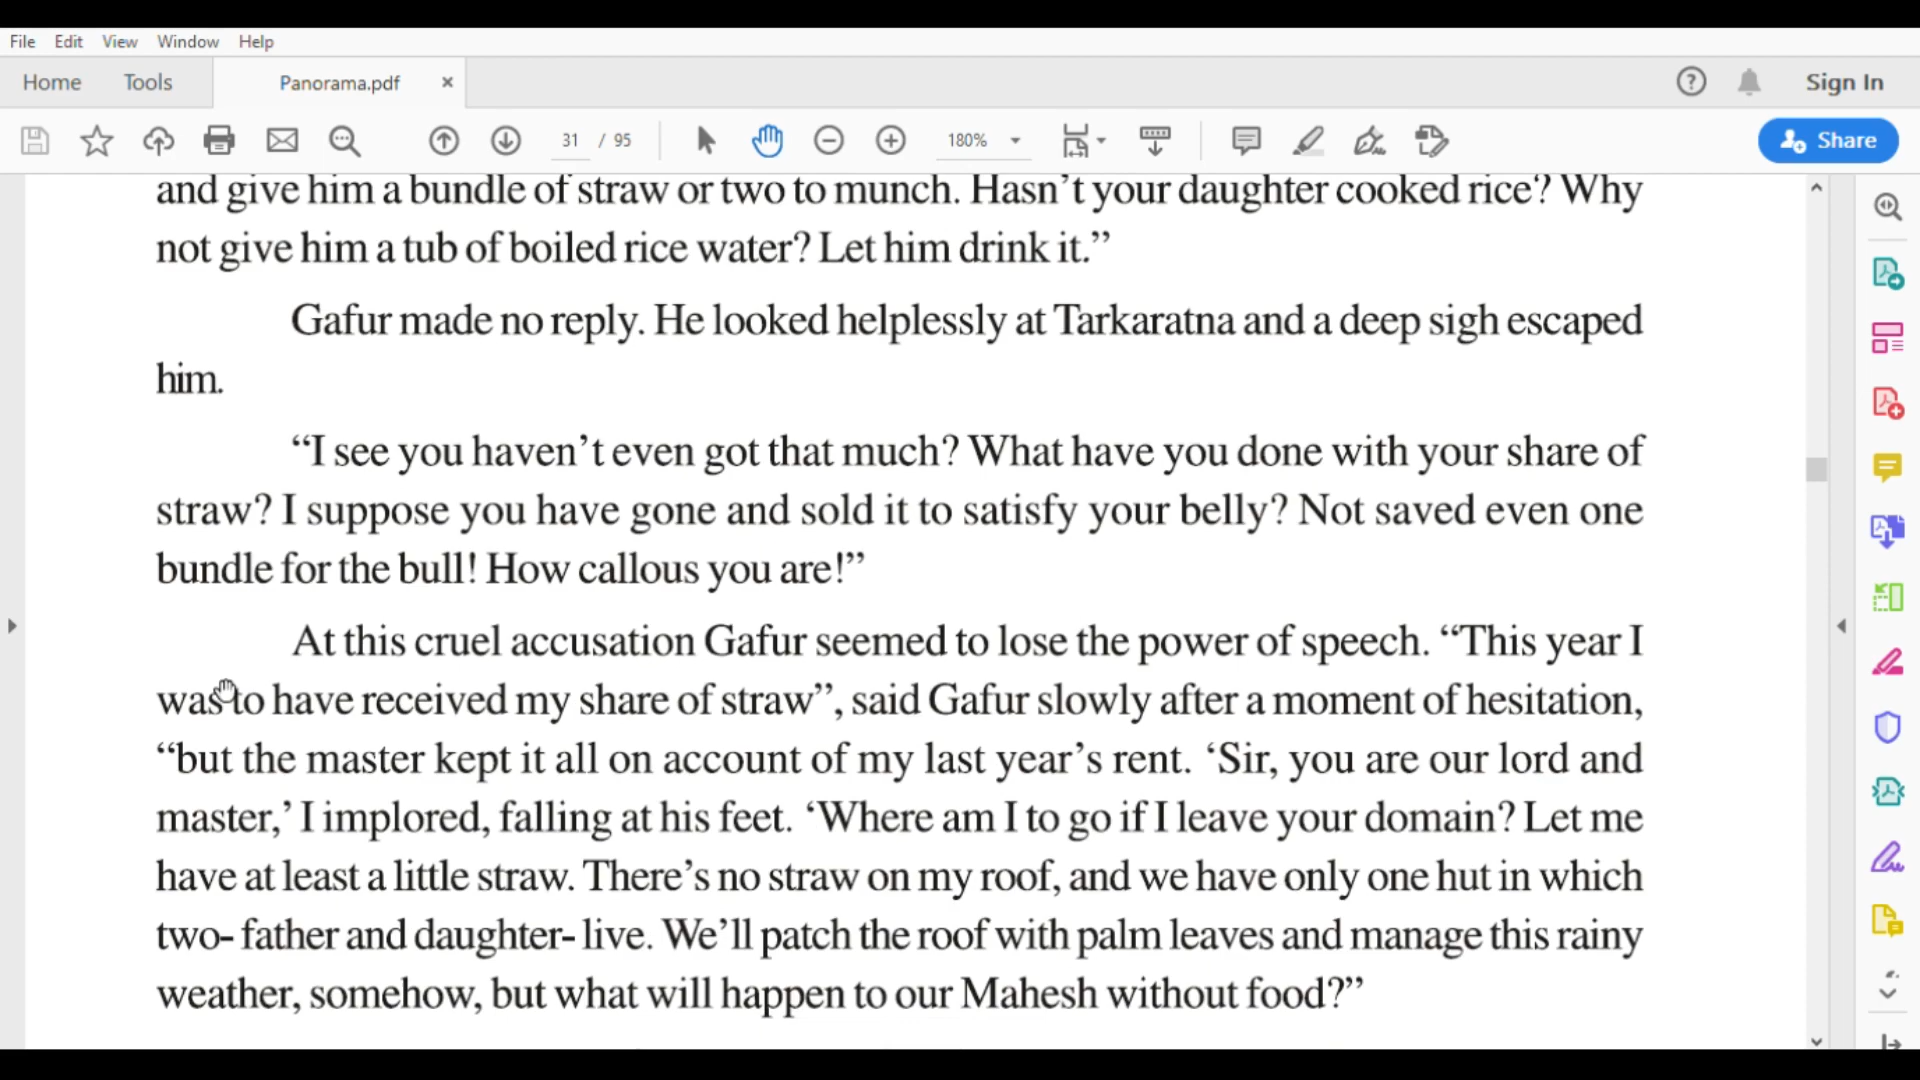 File Edit View Window Help
Home Tools Panorama.pdf × Sign In
31 / 95 180% Share
and give him a bundle of straw or two to munch. Hasn't your daughter cooked rice? Why
not give him a tub of boiled rice water? Let him drink it.”
Gafur made no reply. He looked helplessly at Tarkaratna and a deep sigh escaped
him.
“I see you haven’t even got that much? What have you done with your share of
straw? I suppose you have gone and sold it to satisfy your belly? Not saved even one
bundle for the bull! How callous you are!”
At this cruel accusation Gafur seemed to lose the power of speech. “This year I
was to have received my share of straw”, said Gafur slowly after a moment of hesitation,
“but the master kept it all on account of my last year’s rent. ‘Sir, you are our lord and
master,’ I implored, falling at his feet. ‘Where am I to go if I leave your domain? Let me
have at least a little straw. There’s no straw on my roof, and we have only one hut in which
two- father and daughter- live. We’ll patch the roof with palm leaves and manage this rainy
weather, somehow, but what will happen to our Mahesh without food?”